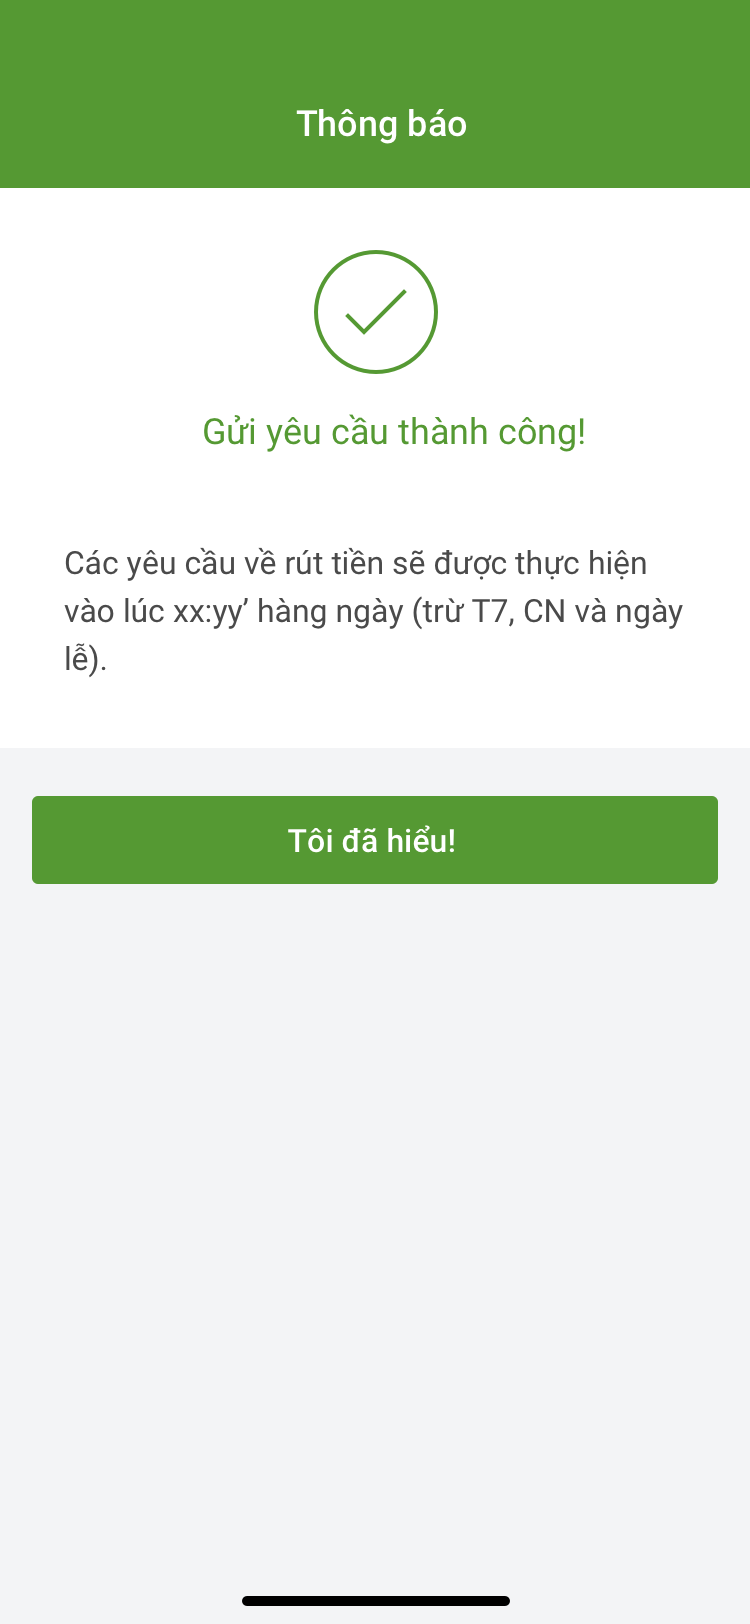 Thông báo
Gửi yêu cầu thành công!
Các yêu cầu về rút tiền sẽ được thực hiện
vào lúc xx:yy’ hàng ngày (trừ T7, CN và ngày
lễ).
Tôi đã hiểu!